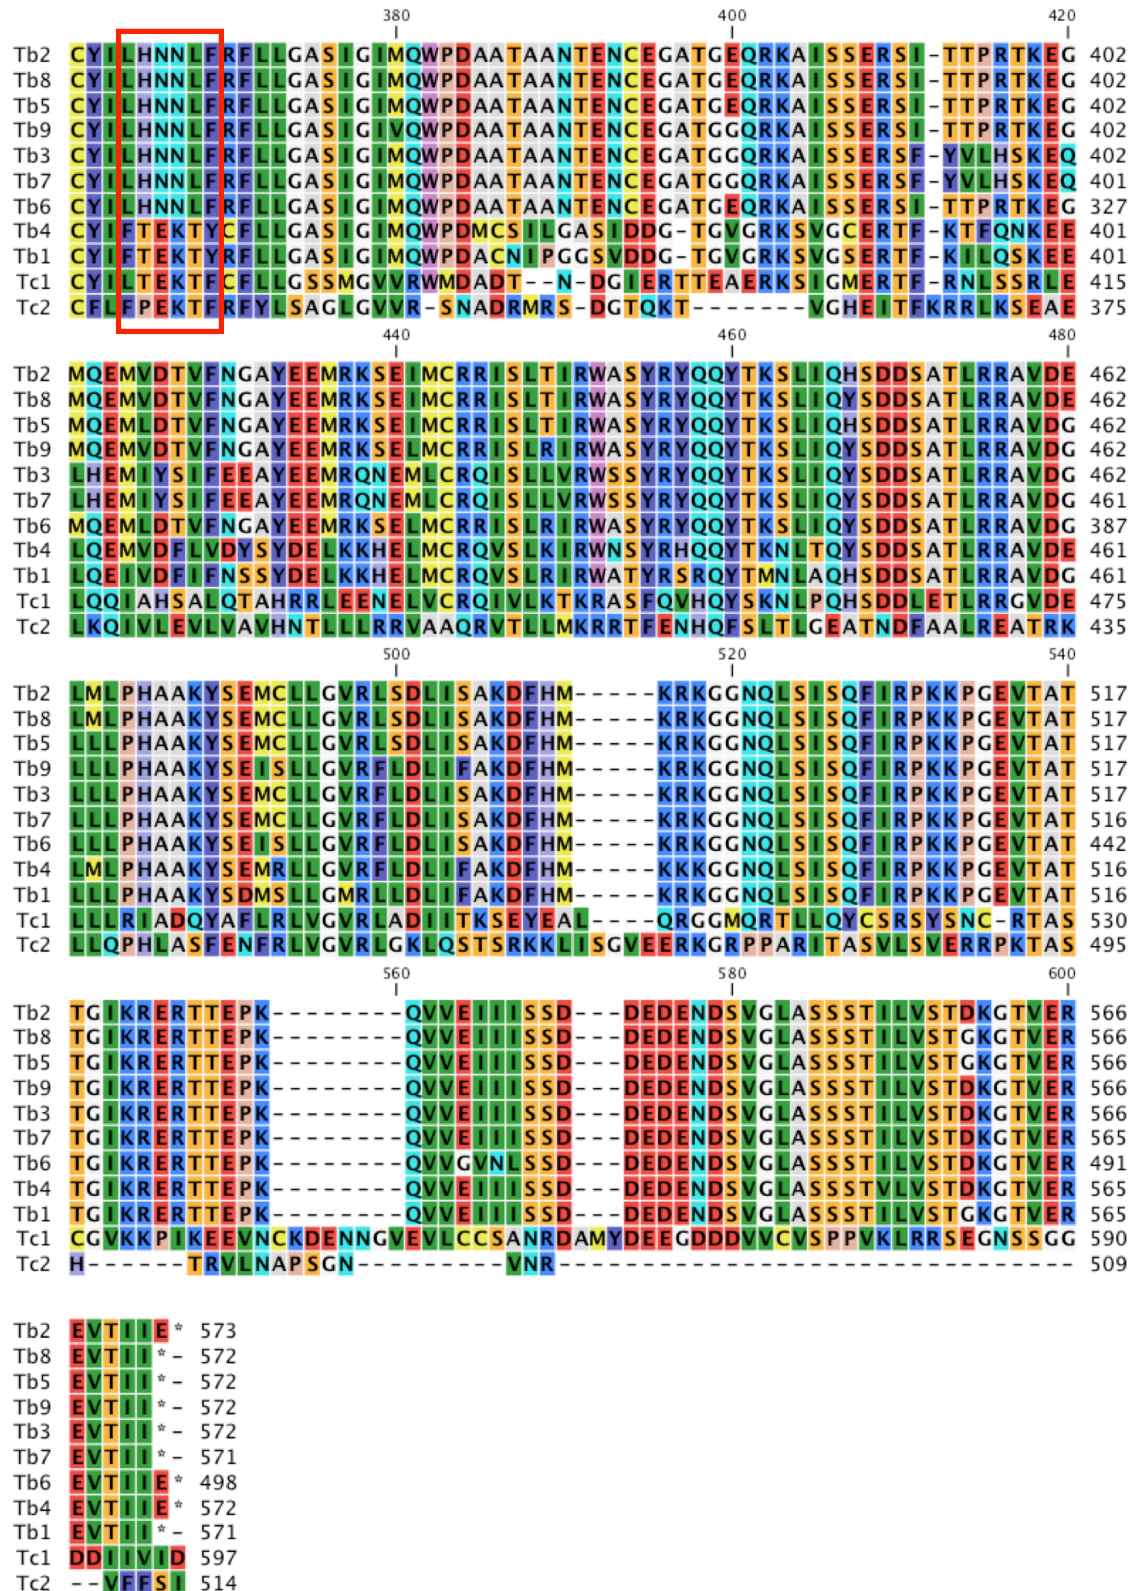 380 400 420
Tb2 CYILHNNLFRFLLGASIGIMQWPDAATAANTENCEGATGEQRKAISSERSI-TTPRTKEG 402
Tb8 CYILHNNLFRFLLGASIGIMQWPDAATAANTENCEGATGEQRKAISSERSI-TTPRTKEG 402
Tb5 CYILHNNLFRFLLGASIGIMQWPDAATAANTENCEGATGEQRKAISSERSI-TTPRTKEG 402
Tb9 CYILHNNLFRFLLGASIGIVQWPDAATAANTENCEGATGGQRKAISSERSI-TTPRTKEG 402
Tb3 CYILHNNLFRFLLGASIGIMQWPDAATAANTENCEGATGGQRKAISSERSF-YVLHSKEQ 402
Tb7 CYILHNNLFRFLLGASIGIMQWPDAATAANTENCEGATGGQRKAISSERSF-YVLHSKEQ 401
Tb6 CYILHNNLFRFLLGASIGIMQWPDAATAANTENCEGATGEQRKAISSERSI-TTPRTKEG 327
Tb4 CYIFTEKTYCFLLGASIGIMQWPDMCSILGASIDDG-TGVGRKSVGCERTF-KTFQNKEE 401
Tb1 CYIFTEKTYRFLLGASIGIMQWPDACNIPGGSVDDG-TGVGRKSVGSERTF-KILQSKEE 401
Tc1 CYILTEKTFCFLLGSSMGVVRWMDADT--N-DGIERTTEAERKSIGMERTF-RNLSSRLE 415
Tc2 CFLFPEKTFRFYLSAGLGVVR-SNADRMRS-DGTQKT-------VGHEITFKRRLKSEAE 375
440 460 480
Tb2 MQEMVDTVFNGAYEEMRKSEIMCRRISLTIRWASYRYQQYTKSLIQHSDDSATLRRAVDE 462
Tb8 MQEMVDTVFNGAYEEMRKSEIMCRRISLTIRWASYRYQQYTKSLIQYSDDSATLRRAVDE 462
Tb5 MQEMLDTVFNGAYEEMRKSEIMCRRISLTIRWASYRYQQYTKSLIQYSDDSATLRRAVDG 462
Tb9 MQEMVDTVFNGAYEEMRKSELMCRRISLRIRWASYRYQQYTKSLIQYSDDSATLRRAVDG 462
Tb3 LHEMIYSIFEEAYEEMRQNEMLCRQISLLVRWSSYRYQQYTKSLIQYSDDSATLRRAVDG 462
Tb7 LHEMIYSIFEEAYEEMRQNEMLCRQISLLVRWSSYRYQQYTKSLIQYSDDSATLRRAVDG 461
Tb6 MQEMLDTVFNGAYEEMRKSELMCRRISLRIRWASYRYQQYTKSLIQYSDDSATLRRAVDG 387
Tb4 LQEMVDFLVDYSYDELKKHELMCRQVSLKIRWNSYRHQQYTKNLTQYSDDSATLRRAVDE 461
Tb1 LQEIVDFIFNSSYDELKKHELMCRQVSLRIRWATYRSRQYTMNLAQHSDDSATLRRAVDG 461
Tc1 LQQIAHSALQTAHRRLEENELVCRQIVLKTKRASFQVHQYSKNLPQHSDDLETLRRGVDE 475
Tc2 LKQIVLEVLVAVHNTLLLRRVAAQRVTLLMKRRTFENHQFSLTLGEATNDFAALREATRK 435
500 520 540
Tb2 LMLPHAAKYSEMCLLGVRLSDLISAKDFHM-----KRKGGNQLSISQFIRPKKPGEVTAT 517
Tb8 LMLPHAAKYSEMCLLGVRLSDLISAKDFHM-----KRKGGNQLSISQFIRPKKPGEVTAT 517
Tb5 LLLPHAAKYSEMCLLGVRLSDLISAKDFHM-----KRKGGNQLSISQFIRPKKPGEVTAT 517
Tb9 LLLPHAAKYSEISLLGVRFLDLIFAKDFHM-----KRKGGNQLSISQFIRPKKPGEVTAT 517
Tb3 LLLPHAAKYSEMCLLGVRFLDLISAKDFHM-----KRKGGNQLSISQFIRPKKPGEVTAT 517
Tb7 LLLPHAAKYSEMCLLGVRFLDLISAKDFHM-----KRKGGNQLSISQFIRPKKPGEVTAT 516
Tb6 LLLPHAAKYSEISLLGVRFLDLISAKDFHM-----KRKGGNQLSISQFIRPKKPGEVTAT 442
Tb4 LMLPHAAKYSEMRLLGVRFLDLIFAKDFHM-----KKKGGNQLSISQFIRPKKPGEVTAT 516
Tb1 LLLPHAAKYSDMSLLGMRLLDLIFAKDFHM-----KRKGGNQLSISQFIRPKKPGEVTAT 516
Tc1 LLLRIADQYAFLRLVGVRLADIITKSEYEAL----QRGGMQRTLLQYCSRSYSNC-RTAS 530
Tc2 LLQPHLASFENFRLVGVRLGKLQSTSRKKLISGVEERKGRPPARITASVLSVERRPKTAS 495
560 580 600
Tb2 TGIKRERTTEPK--------QVVEIIISSD---DEDENDSVGLASSSTILVSTDKGTVER 566
Tb8 TGIKRERTTEPK--------QVVEIIISSD---DEDENDSVGLASSSTILVSTGKGTVER 566
Tb5 TGIKRERTTEPK--------QVVEIIISSD---DEDENDSVGLASSSTILVSTGKGTVER 566
Tb9 TGIKRERTTEPK--------QVVEIIISSD---DEDENDSVGLASSSTILVSTDKGTVER 566
Tb3 TGIKRERTTEPK--------QVVEIIISSD---DEDENDSVGLASSSTILVSTDKGTVER 566
Tb7 TGIKRERTTEPK--------QVVEIIISSD---DEDENDSVGLASSSTILVSTDKGTVER 565
Tb6 TGIKRERTTEPK--------QVVGVNLSSD---DEDENDSVGLASSSTILVSTDKGTVER 491
Tb4 TGIKRERTTEPK--------QVVEIIISSD---DEDENDSVGLASSSTVLVSTDKGTVER 565
Tb1 TGIKRERTTEPK--------QVVEIIISSD---DEDENDSVGLASSSTILVSTGKGTVER 565
Tc1 CGVKKPIKEEVNCKDENNGVEVLCCSANRDAMYDEEGDDDVVCVSPPVKLRRSEGNSSGG 590
Tc2 H------TRVLNAPSGN---------VNR------------------------------- 509
Tb2 EVTIIE* 573
Tb8 EVTII*- 572
Tb5 EVTII*- 572
Tb9 EVTII*- 572
Tb3 EVTII*- 572
Tb7 EVTII*- 571
Tb6 EVTIIE* 498
Tb4 EVTIIE* 572
Tb1 EVTII*- 571
Tc1 DDIIVID 597
Tc2 --VFFSI 514